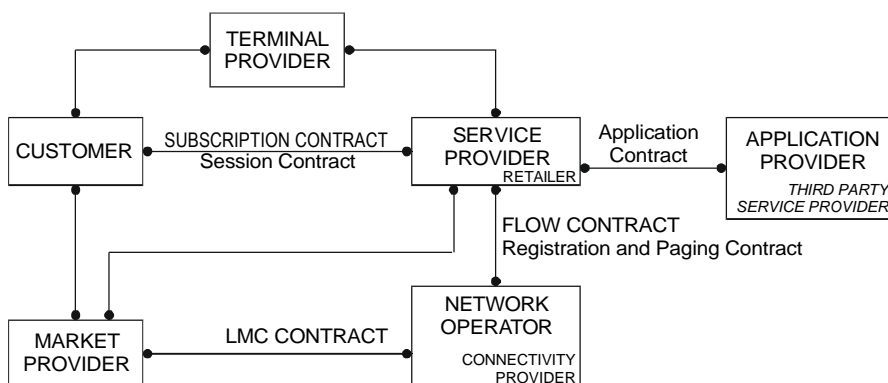 TERMINAL
PROVIDER
CUSTOMER
SUBSCRIPTION CONTRACT
Session Contract
SERVICE
PROVIDER
RETAILER
Application
Contract
APPLICATION
PROVIDER
THIRD PARTY
SERVICE PROVIDER
FLOW CONTRACT
Registration and Paging Contract
MARKET
PROVIDER
LMC CONTRACT
NETWORK
OPERATOR
CONNECTIVITY
PROVIDER